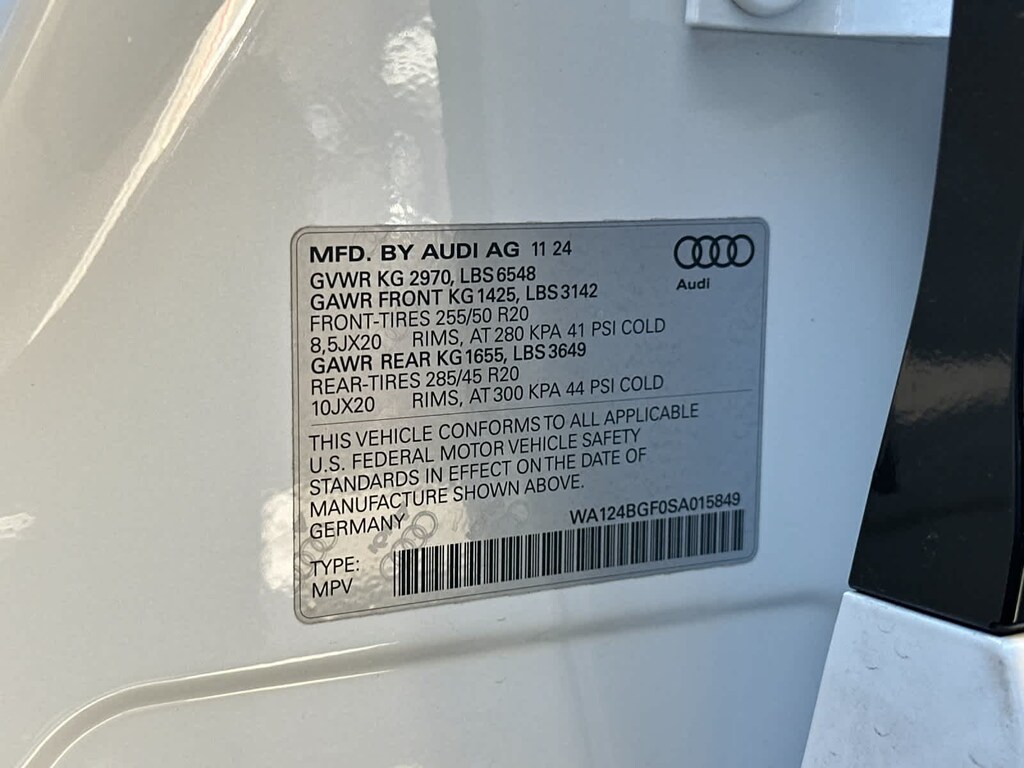 MFD. BY AUDI AG 11 24
Audi
GVWR KG 2970, LBS 6548
GAWR FRONT KG 1425, LBS 3142
FRONT-TIRES 255/50 R20
8,5JX20 RIMS, AT 280 KPA 41 PSI COLD
GAWR REAR KG 1655, LBS 3649
REAR-TIRES 285/45 R20
10JX20 RIMS, AT 300 KPA 44 PSI COLD
THIS VEHICLE CONFORMS TO ALL APPLICABLE
U.S. FEDERAL MOTOR VEHICLE SAFETY
STANDARDS IN EFFECT ON THE DATE OF
MANUFACTURE SHOWN ABOVE.
GERMANY
WA124BGF0SA015849
TYPE:
MPV